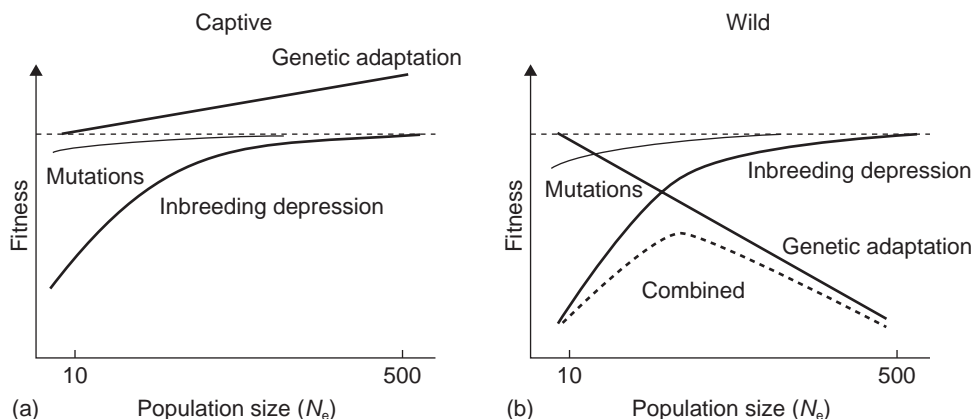 Captive
Genetic adaptation
Mutations
Inbreeding depression
Fitness
10
500
(a)
Population size (Nₑ)
Wild
Mutations
Inbreeding depression
Genetic adaptation
Combined
Fitness
10
500
(b)
Population size (Nₑ)